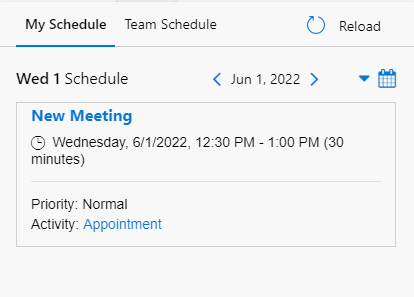 My Schedule Team Schedule Reload
Wed 1 Schedule Jun 1, 2022
New Meeting
Wednesday, 6/1/2022, 12:30 PM - 1:00 PM (30
minutes)
Priority: Normal
Activity: Appointment